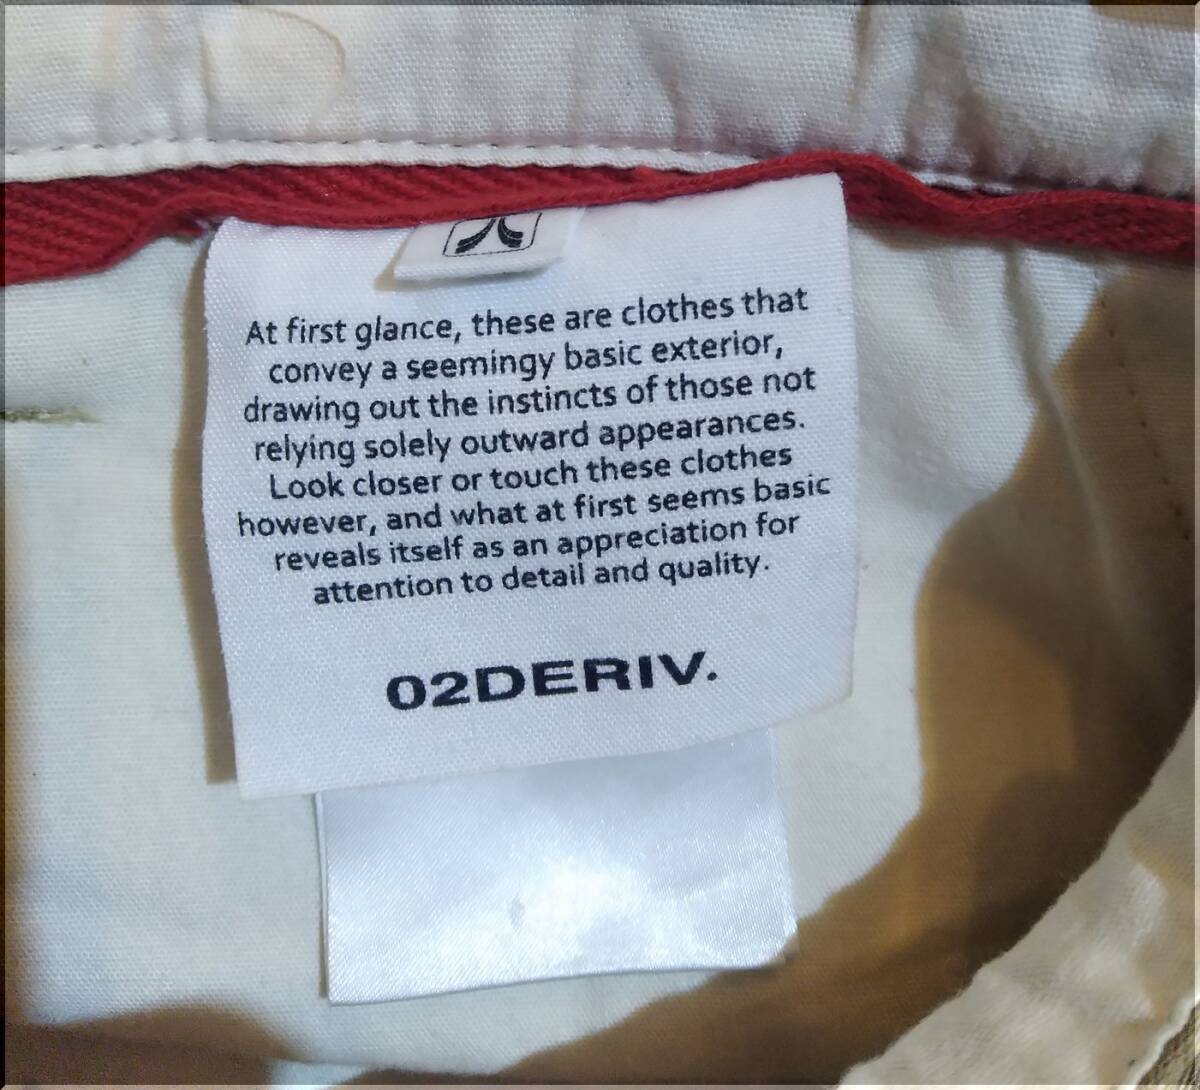 At first glance, these are clothes that
convey a seemingy basic exterior,
drawing out the instincts of those not
relying solely outward appearances.
Look closer or touch these clothes
however, and what at first seems basic
reveals itself as an appreciation for
attention to detail and quality.
02DERIV.